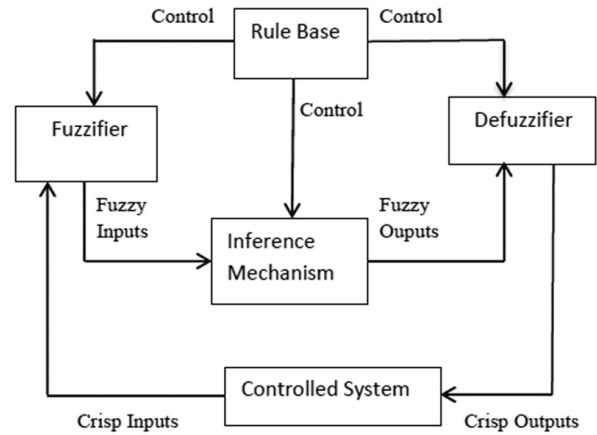 Control
Rule Base
Control
Control
Fuzzifier
Defuzzifier
Fuzzy
Inputs
Inference
Mechanism
Fuzzy
Ouputs
Controlled System
Crisp Inputs
Crisp Outputs